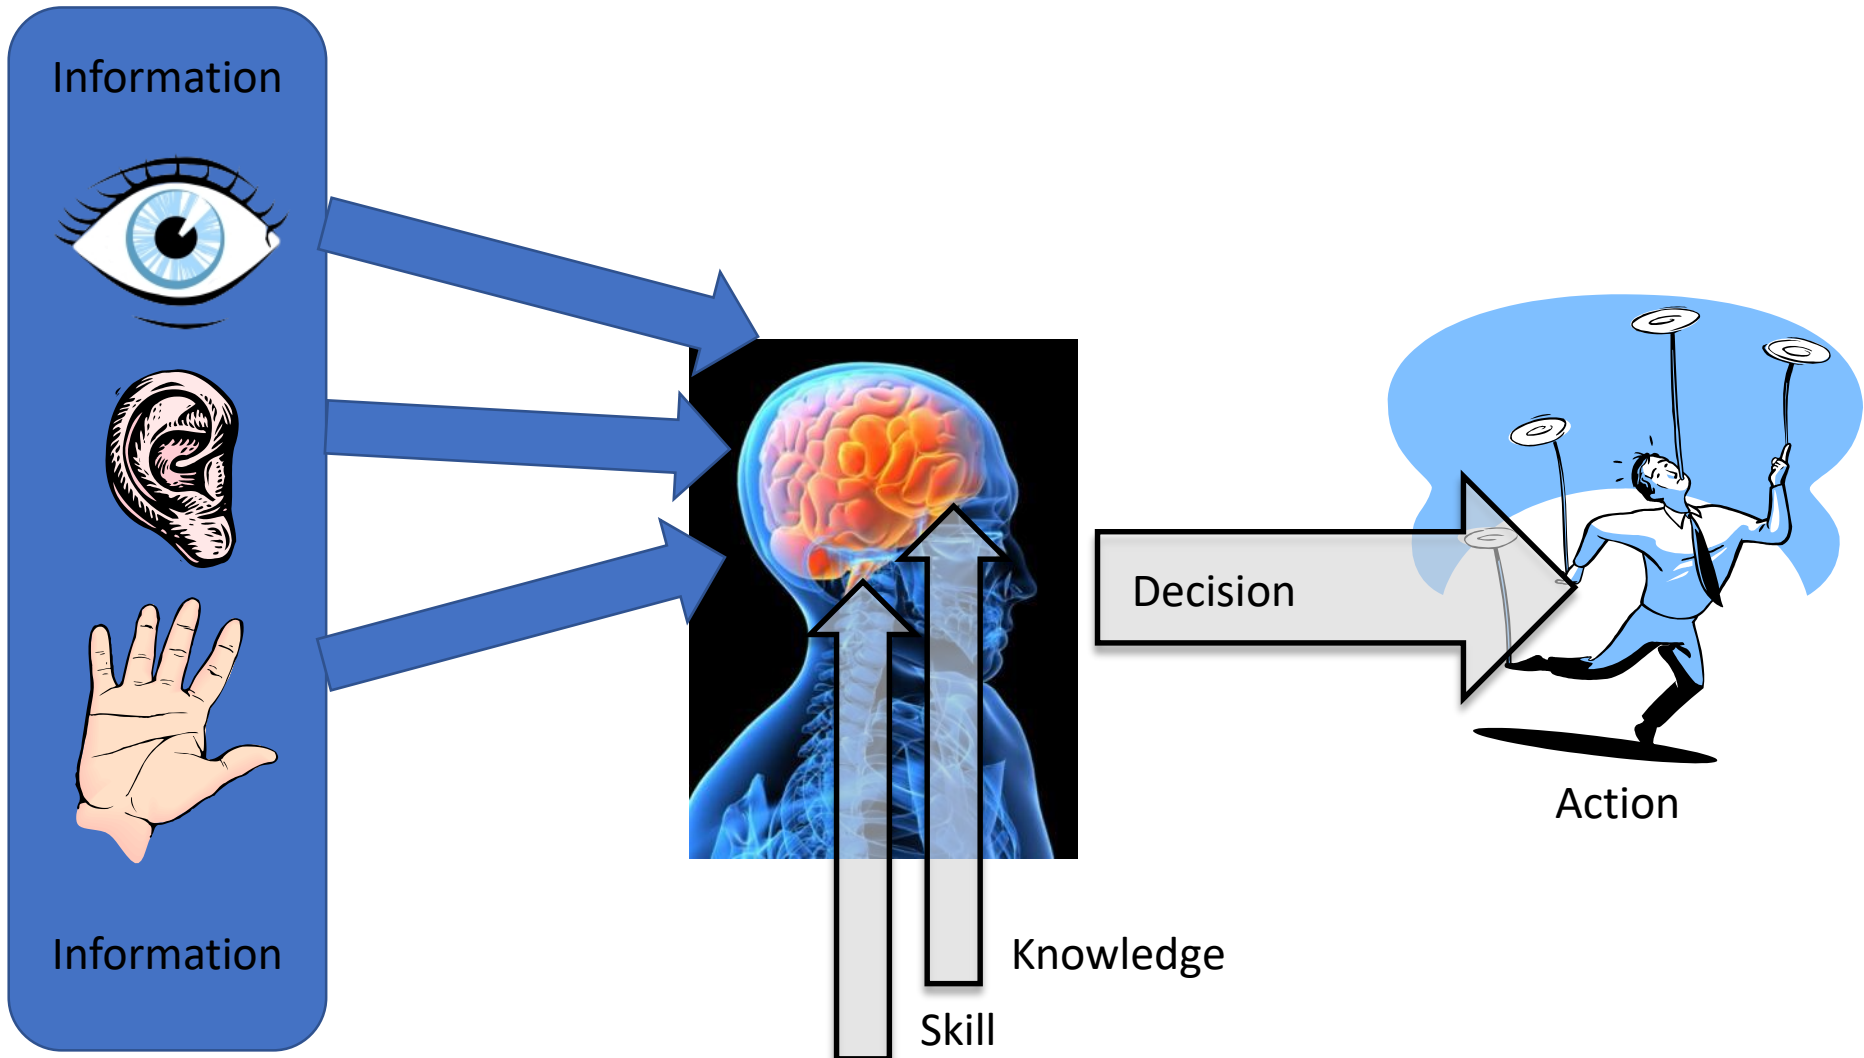 Information
Decision
Action
Information
Knowledge
Skill